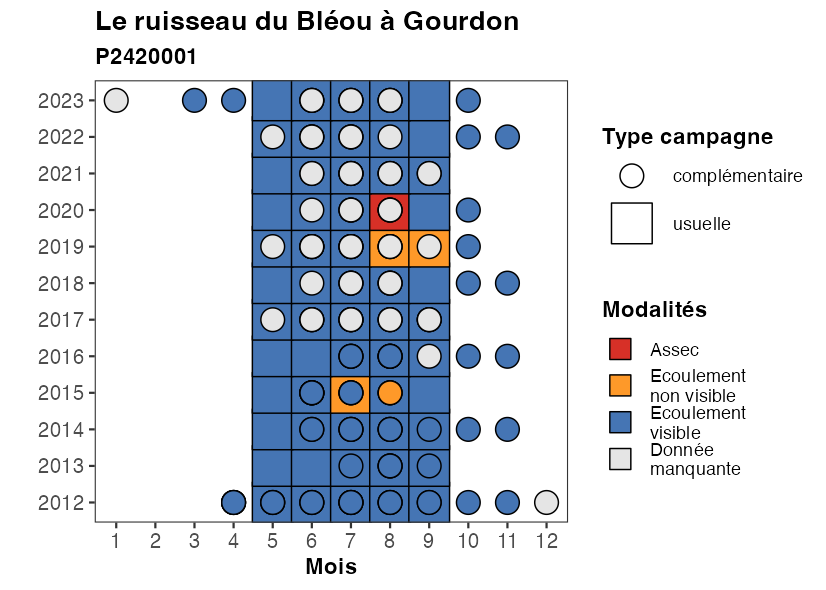 Le ruisseau du Bléou à Gourdon
P2420001
2023
2022
2021
2020
2019
2018
2017
2016
2015
2014
2013
2012
1 2 3 4 5 6 7 8 9 10 11 12
Mois
Type campagne
complémentaire
usuelle
Modalités
Assec
Ecoulement
non visible
Ecoulement
visible
Donnée
manquante